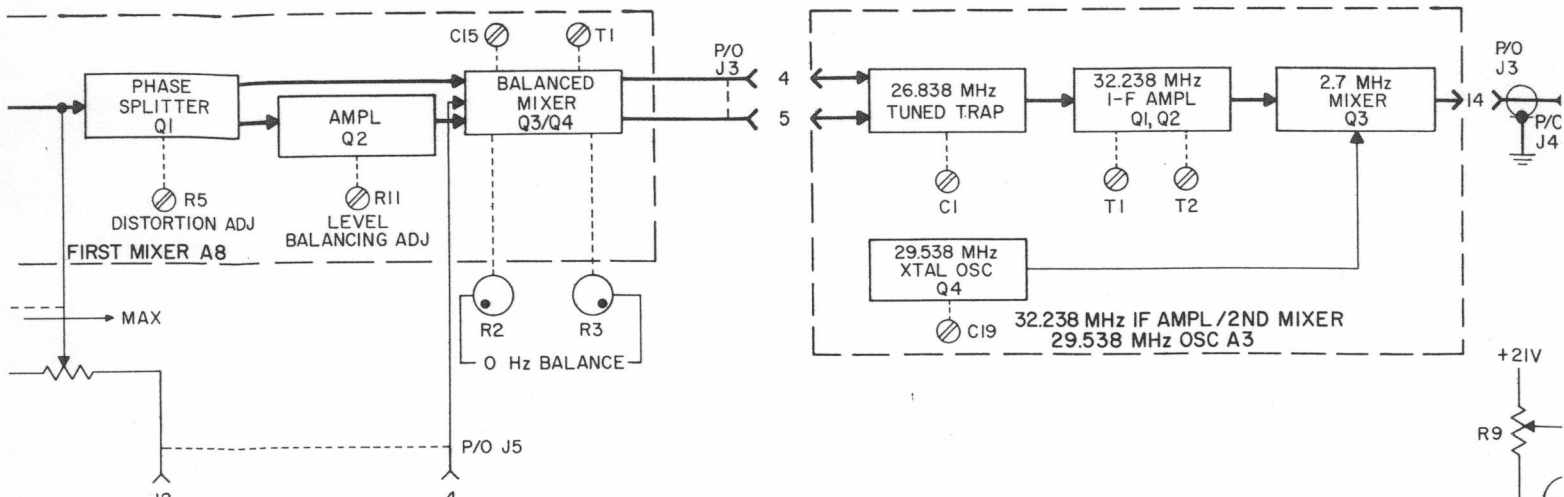 C15
T1
PHASE
SPLITTER
Q1
AMPL
Q2
BALANCED
MIXER
Q3/Q4
R5
DISTORTION ADJ
R11
LEVEL
BALANCING ADJ
FIRST MIXER A8
MAX
R2
R3
0 Hz BALANCE
P/O J5
4
P/O
J3
4
5
26.838 MHz
TUNED TRAP
32.238 MHz
I-F AMPL
Q1, Q2
2.7 MHz
MIXER
Q3
C1
T1
T2
29.538 MHz
XTAL OSC
Q4
C19
32.238 MHz IF AMPL/2ND MIXER
29.538 MHz OSC A3
14
P/O
J3
J4
+21V
R9